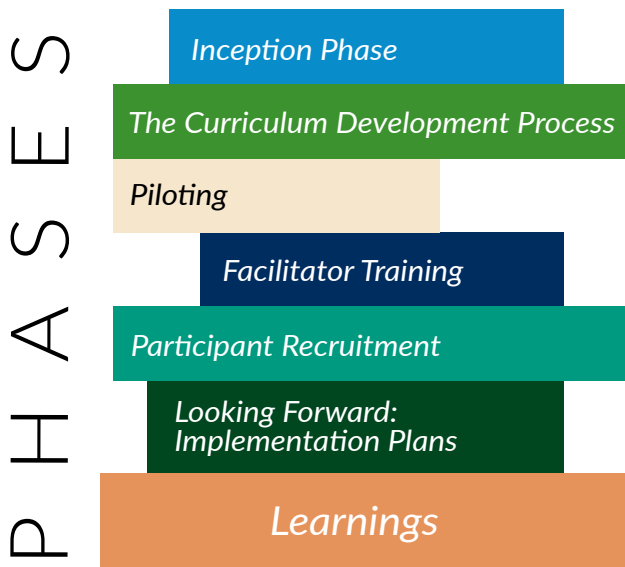 PHASES
Inception Phase
The Curriculum Development Process
Piloting
Facilitator Training
Participant Recruitment
Looking Forward:
Implementation Plans
Learnings